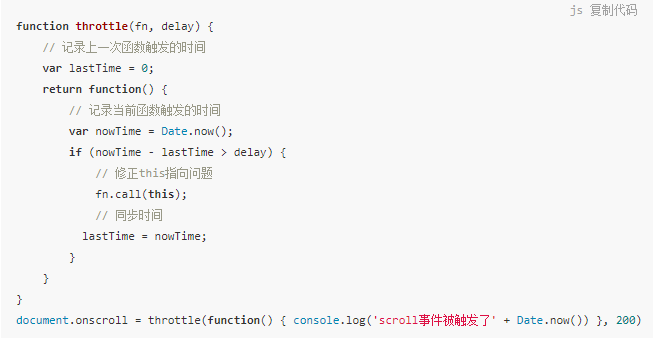 js 复制代码
function throttle(fn, delay) {
    // 记录上一次函数触发的时间
    var lastTime = 0;
    return function() {
        // 记录当前函数触发的时间
        var nowTime = Date.now();
        if (nowTime - lastTime > delay) {
            // 修正this指向问题
            fn.call(this);
            // 同步时间
          lastTime = nowTime;
        }
    }
}
document.onscroll = throttle(function() { console.log('scroll事件被触发了' + Date.now()) }, 200)